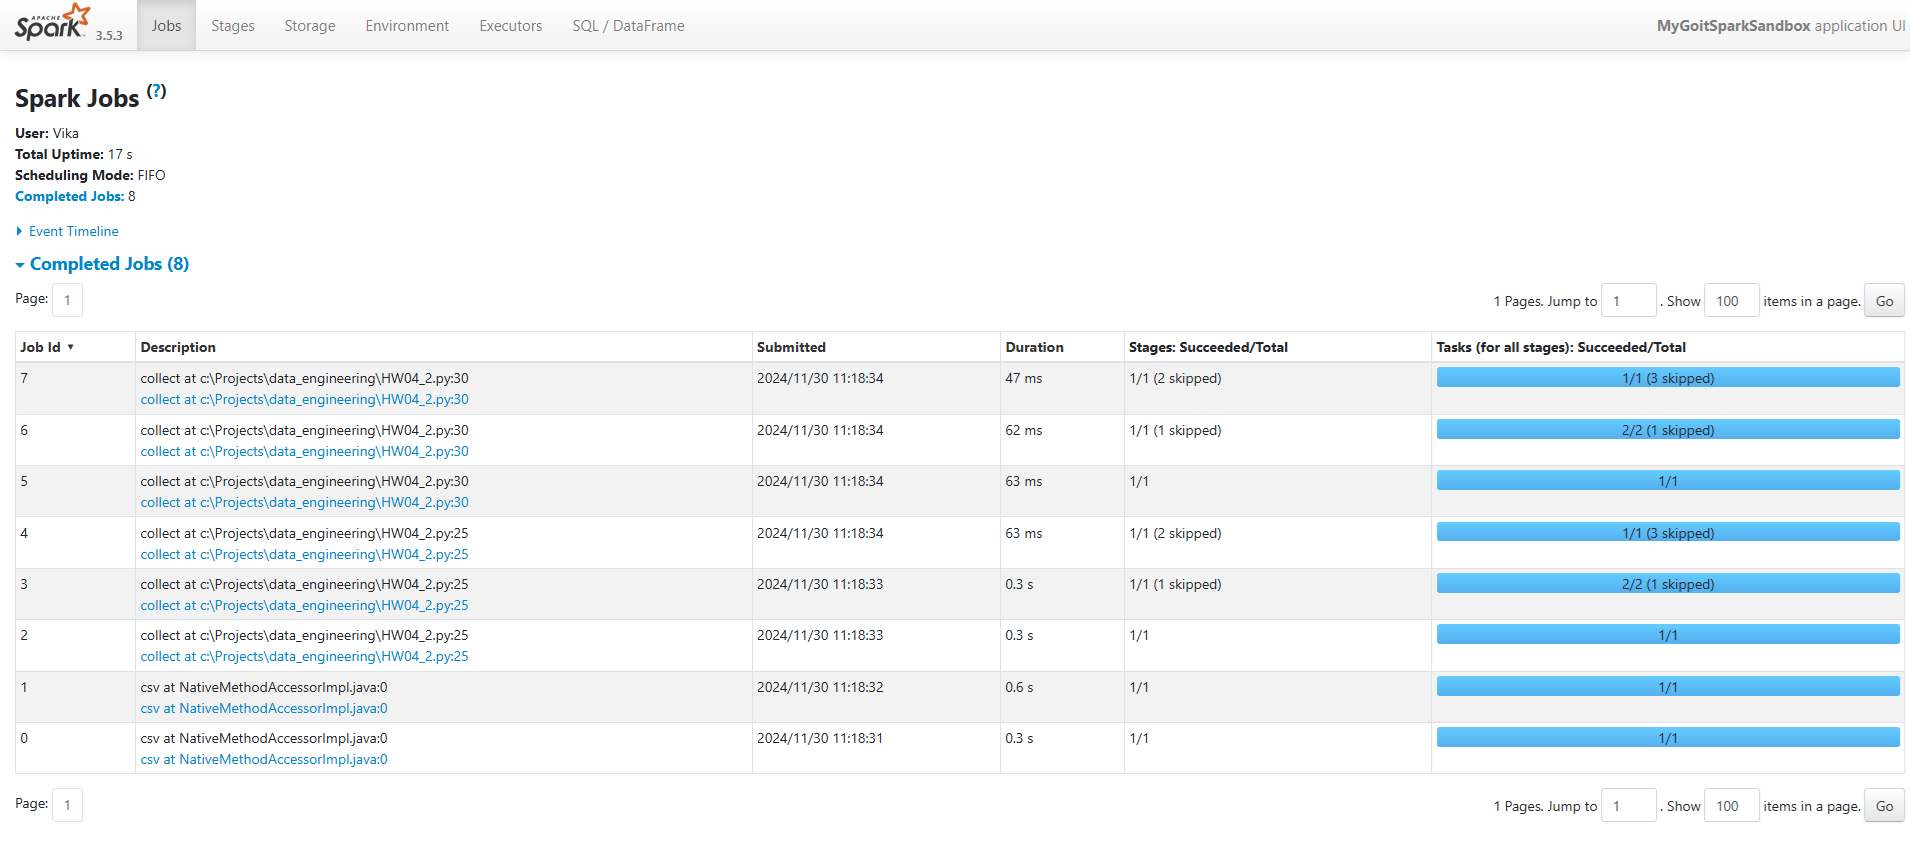 APACHE
Spark 3.5.3 Jobs Stages Storage Environment Executors SQL / DataFrame MyGoitSparkSandbox application UI
Spark Jobs (?)
User: Vika
Total Uptime: 17 s
Scheduling Mode: FIFO
Completed Jobs: 8
Event Timeline
Completed Jobs (8)
Page: 1 1 Pages. Jump to 1 . Show 100 items in a page. Go
Job Id ▾ Description Submitted Duration Stages: Succeeded/Total Tasks (for all stages): Succeeded/Total
7 collect at c:\Projects\data_engineering\HW04_2.py:30 2024/11/30 11:18:34 47 ms 1/1 (2 skipped) 1/1 (3 skipped)
collect at c:\Projects\data_engineering\HW04_2.py:30
6 collect at c:\Projects\data_engineering\HW04_2.py:30 2024/11/30 11:18:34 62 ms 1/1 (1 skipped) 2/2 (1 skipped)
collect at c:\Projects\data_engineering\HW04_2.py:30
5 collect at c:\Projects\data_engineering\HW04_2.py:30 2024/11/30 11:18:34 63 ms 1/1 1/1
collect at c:\Projects\data_engineering\HW04_2.py:30
4 collect at c:\Projects\data_engineering\HW04_2.py:25 2024/11/30 11:18:34 63 ms 1/1 (2 skipped) 1/1 (3 skipped)
collect at c:\Projects\data_engineering\HW04_2.py:25
3 collect at c:\Projects\data_engineering\HW04_2.py:25 2024/11/30 11:18:33 0.3 s 1/1 (1 skipped) 2/2 (1 skipped)
collect at c:\Projects\data_engineering\HW04_2.py:25
2 collect at c:\Projects\data_engineering\HW04_2.py:25 2024/11/30 11:18:33 0.3 s 1/1 1/1
collect at c:\Projects\data_engineering\HW04_2.py:25
1 csv at NativeMethodAccessorImpl.java:0 2024/11/30 11:18:32 0.6 s 1/1 1/1
csv at NativeMethodAccessorImpl.java:0
0 csv at NativeMethodAccessorImpl.java:0 2024/11/30 11:18:31 0.3 s 1/1 1/1
csv at NativeMethodAccessorImpl.java:0
Page: 1 1 Pages. Jump to 1 . Show 100 items in a page. Go